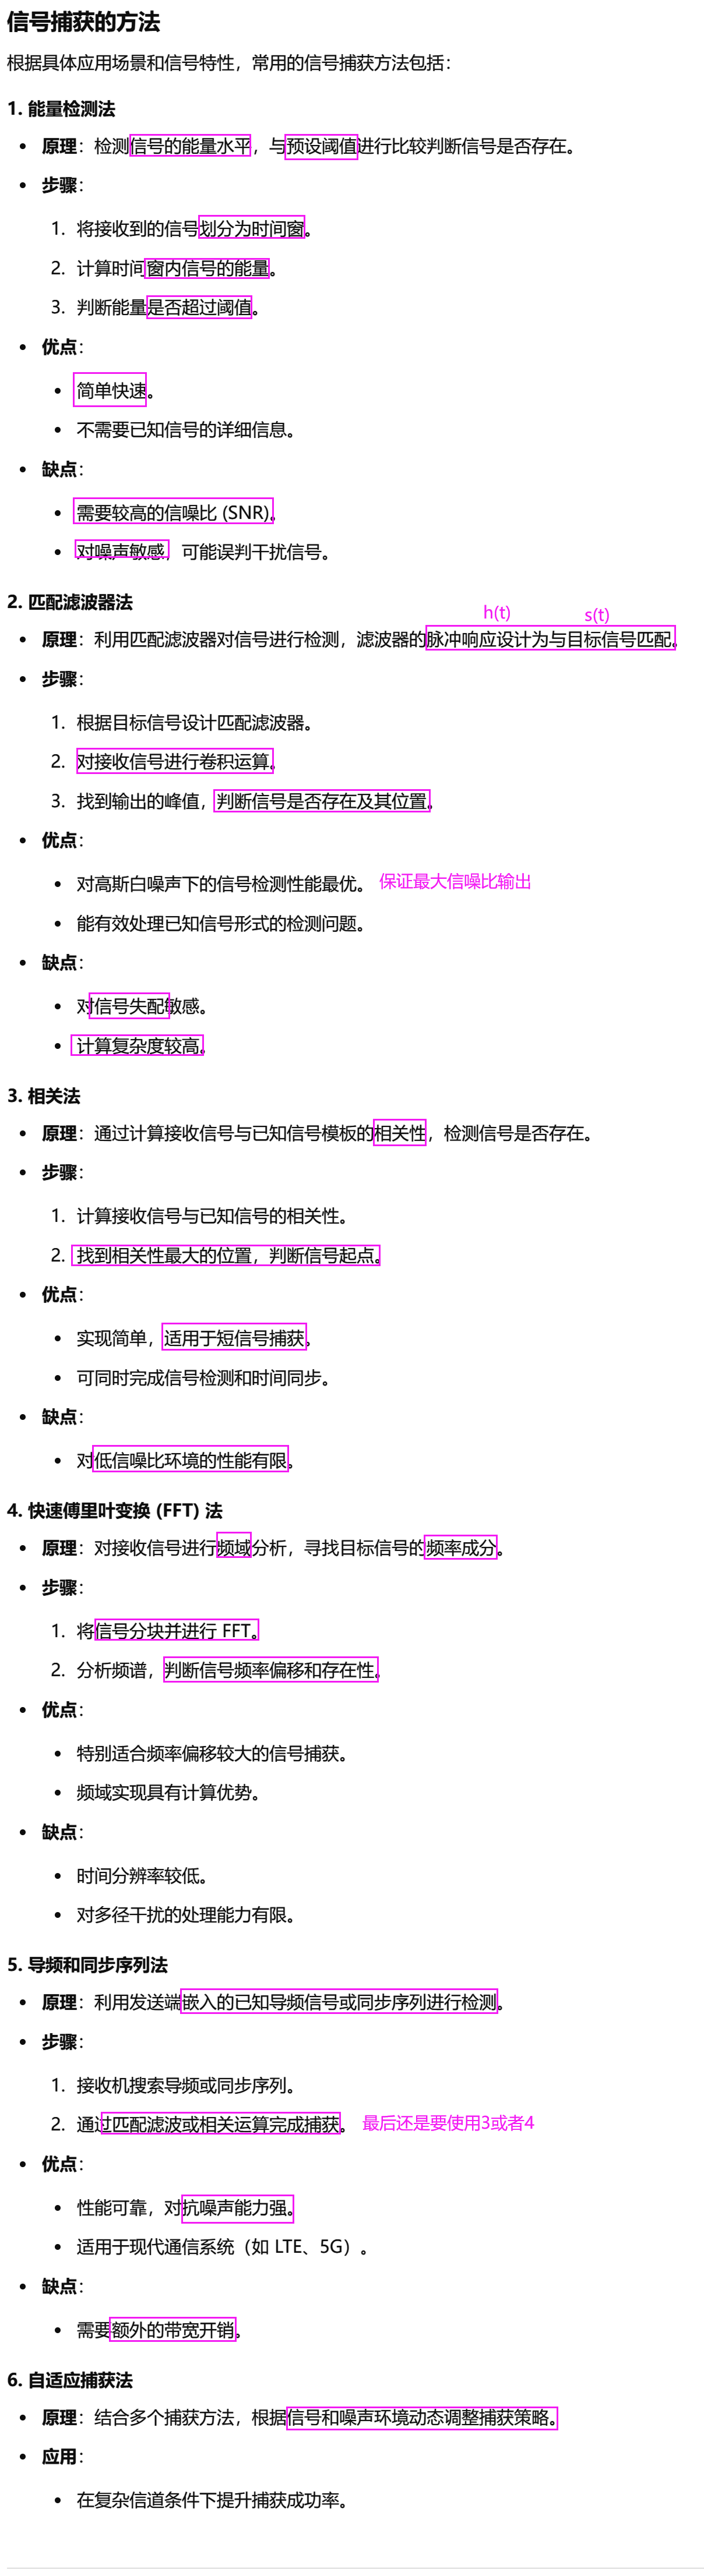 信号捕获的方法
根据具体应用场景和信号特性，常用的信号捕获方法包括：
1. 能量检测法
• 原理：检测信号的能量水平，与预设阈值进行比较判断信号是否存在。
• 步骤：
1. 将接收到的信号划分为时间窗。
2. 计算时间窗内信号的能量。
3. 判断能量是否超过阈值。
• 优点：
• 简单快速。
• 不需要已知信号的详细信息。
• 缺点：
• 需要较高的信噪比 (SNR)。
• 对噪声敏感，可能误判干扰信号。
2. 匹配滤波器法
h(t) s(t)
• 原理：利用匹配滤波器对信号进行检测，滤波器的脉冲响应设计为与目标信号匹配。
• 步骤：
1. 根据目标信号设计匹配滤波器。
2. 对接收信号进行卷积运算。
3. 找到输出的峰值，判断信号是否存在及其位置。
• 优点：
• 对高斯白噪声下的信号检测性能最优。 保证最大信噪比输出
• 能有效处理已知信号形式的检测问题。
• 缺点：
• 对信号失配敏感。
• 计算复杂度较高。
3. 相关法
• 原理：通过计算接收信号与已知信号模板的相关性，检测信号是否存在。
• 步骤：
1. 计算接收信号与已知信号的相关性。
2. 找到相关性最大的位置，判断信号起点。
• 优点：
• 实现简单，适用于短信号捕获。
• 可同时完成信号检测和时间同步。
• 缺点：
• 对低信噪比环境的性能有限。
4. 快速傅里叶变换 (FFT) 法
• 原理：对接收信号进行频域分析，寻找目标信号的频率成分。
• 步骤：
1. 将信号分块并进行 FFT。
2. 分析频谱，判断信号频率偏移和存在性。
• 优点：
• 特别适合频率偏移较大的信号捕获。
• 频域实现具有计算优势。
• 缺点：
• 时间分辨率较低。
• 对多径干扰的处理能力有限。
5. 导频和同步序列法
• 原理：利用发送端嵌入的已知导频信号或同步序列进行检测。
• 步骤：
1. 接收机搜索导频或同步序列。
2. 通过匹配滤波或相关运算完成捕获。 最后还是要使用3或者4
• 优点：
• 性能可靠，对抗噪声能力强。
• 适用于现代通信系统（如 LTE、5G）。
• 缺点：
• 需要额外的带宽开销。
6. 自适应捕获法
• 原理：结合多个捕获方法，根据信号和噪声环境动态调整捕获策略。
• 应用：
• 在复杂信道条件下提升捕获成功率。